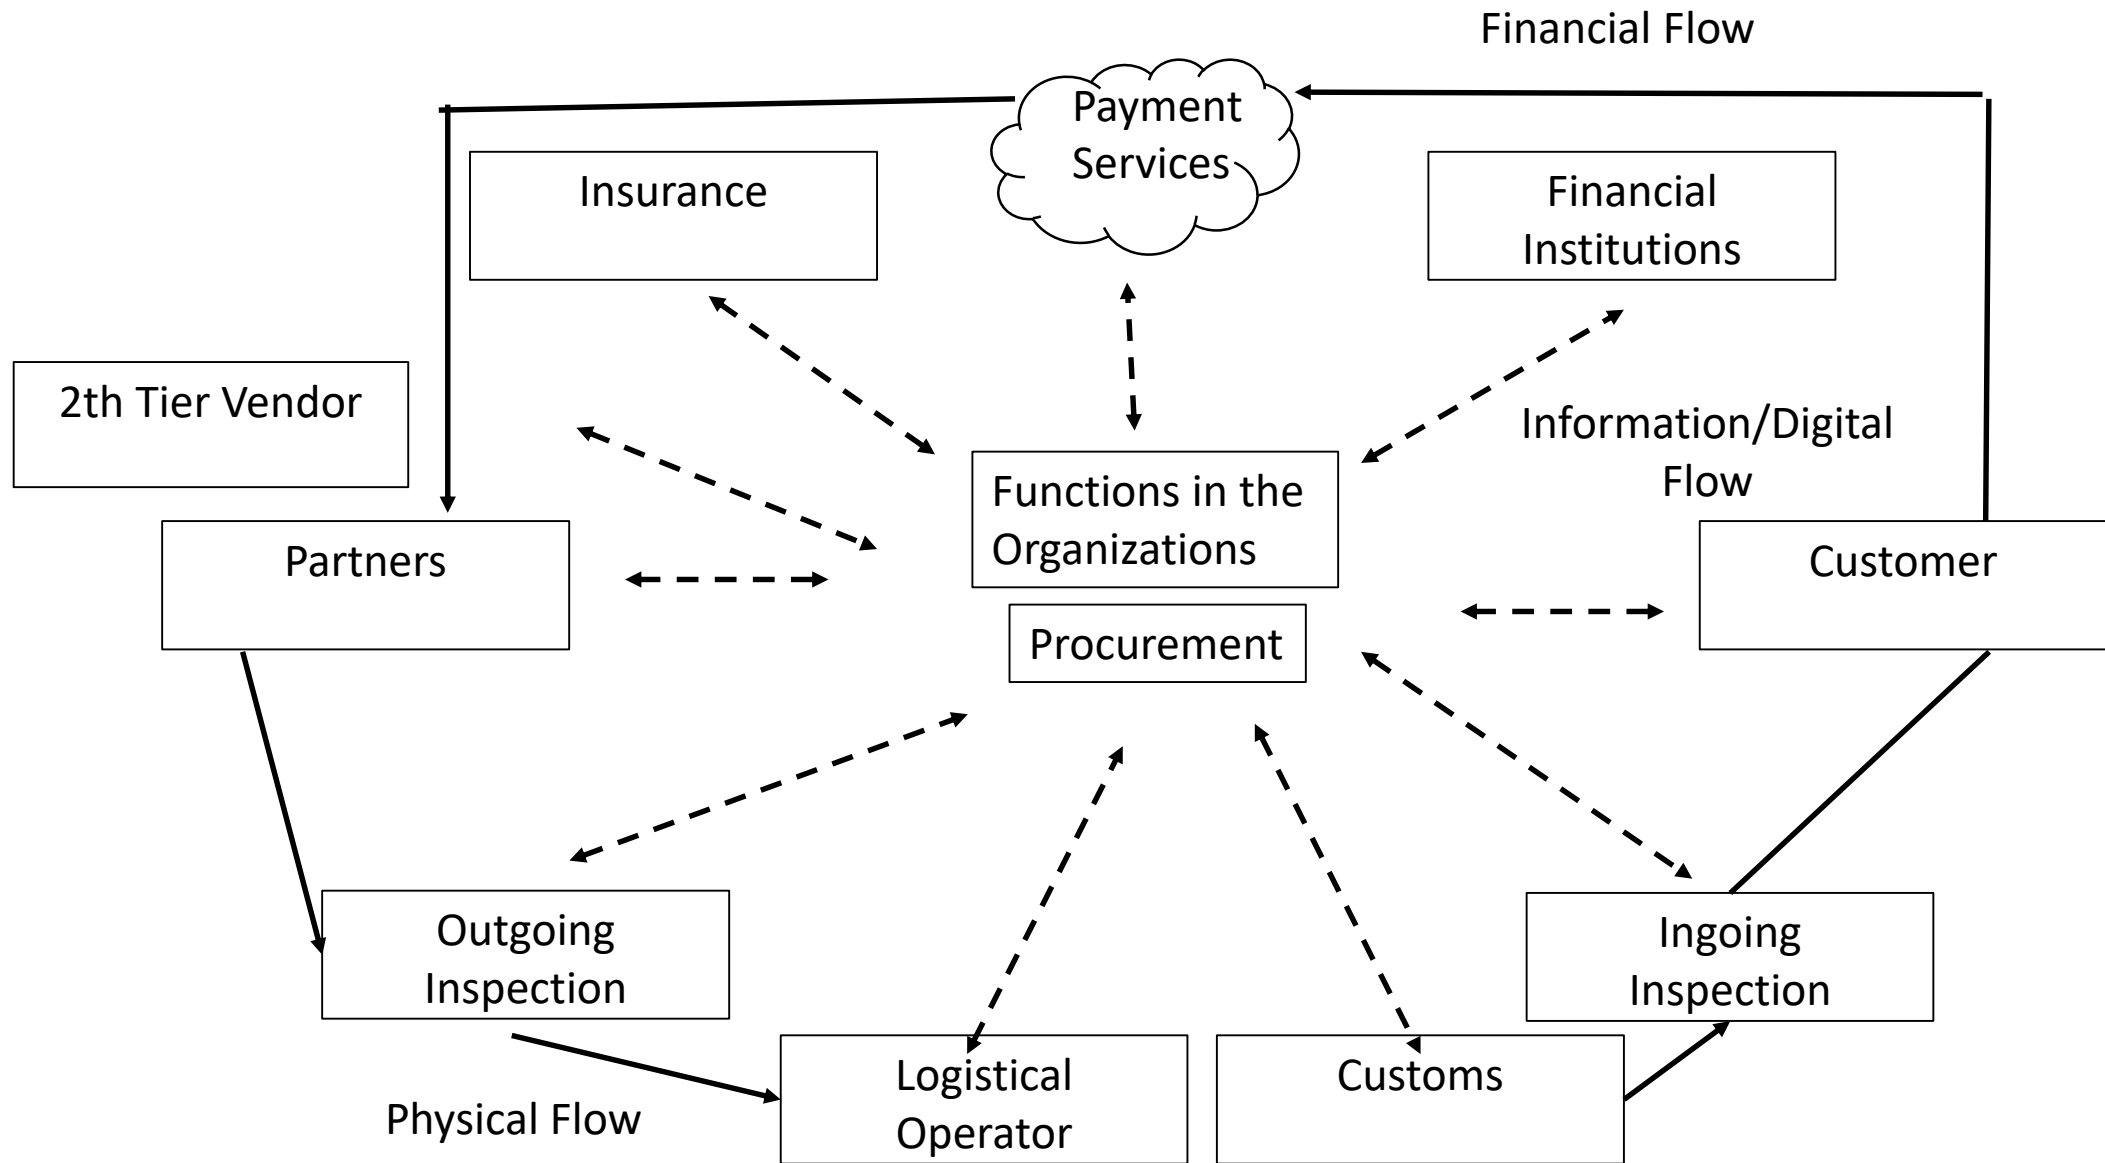 Financial Flow
Payment
Services
Insurance
Financial
Institutions
2th Tier Vendor
Information/Digital
Flow
Functions in the
Organizations
Partners
Customer
Procurement
Outgoing
Inspection
Ingoing
Inspection
Logistical
Operator
Customs
Physical Flow